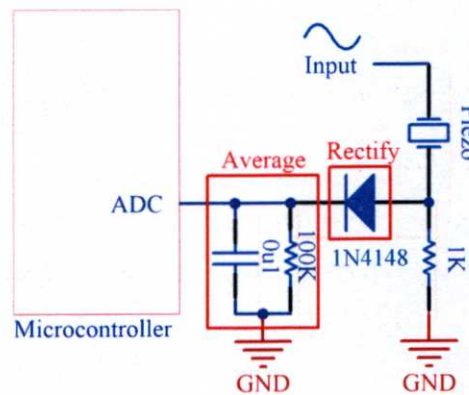 Input
Piezo
Average
Rectify
ADC
0u1
100K
1N4148
1K
Microcontroller
GND
GND